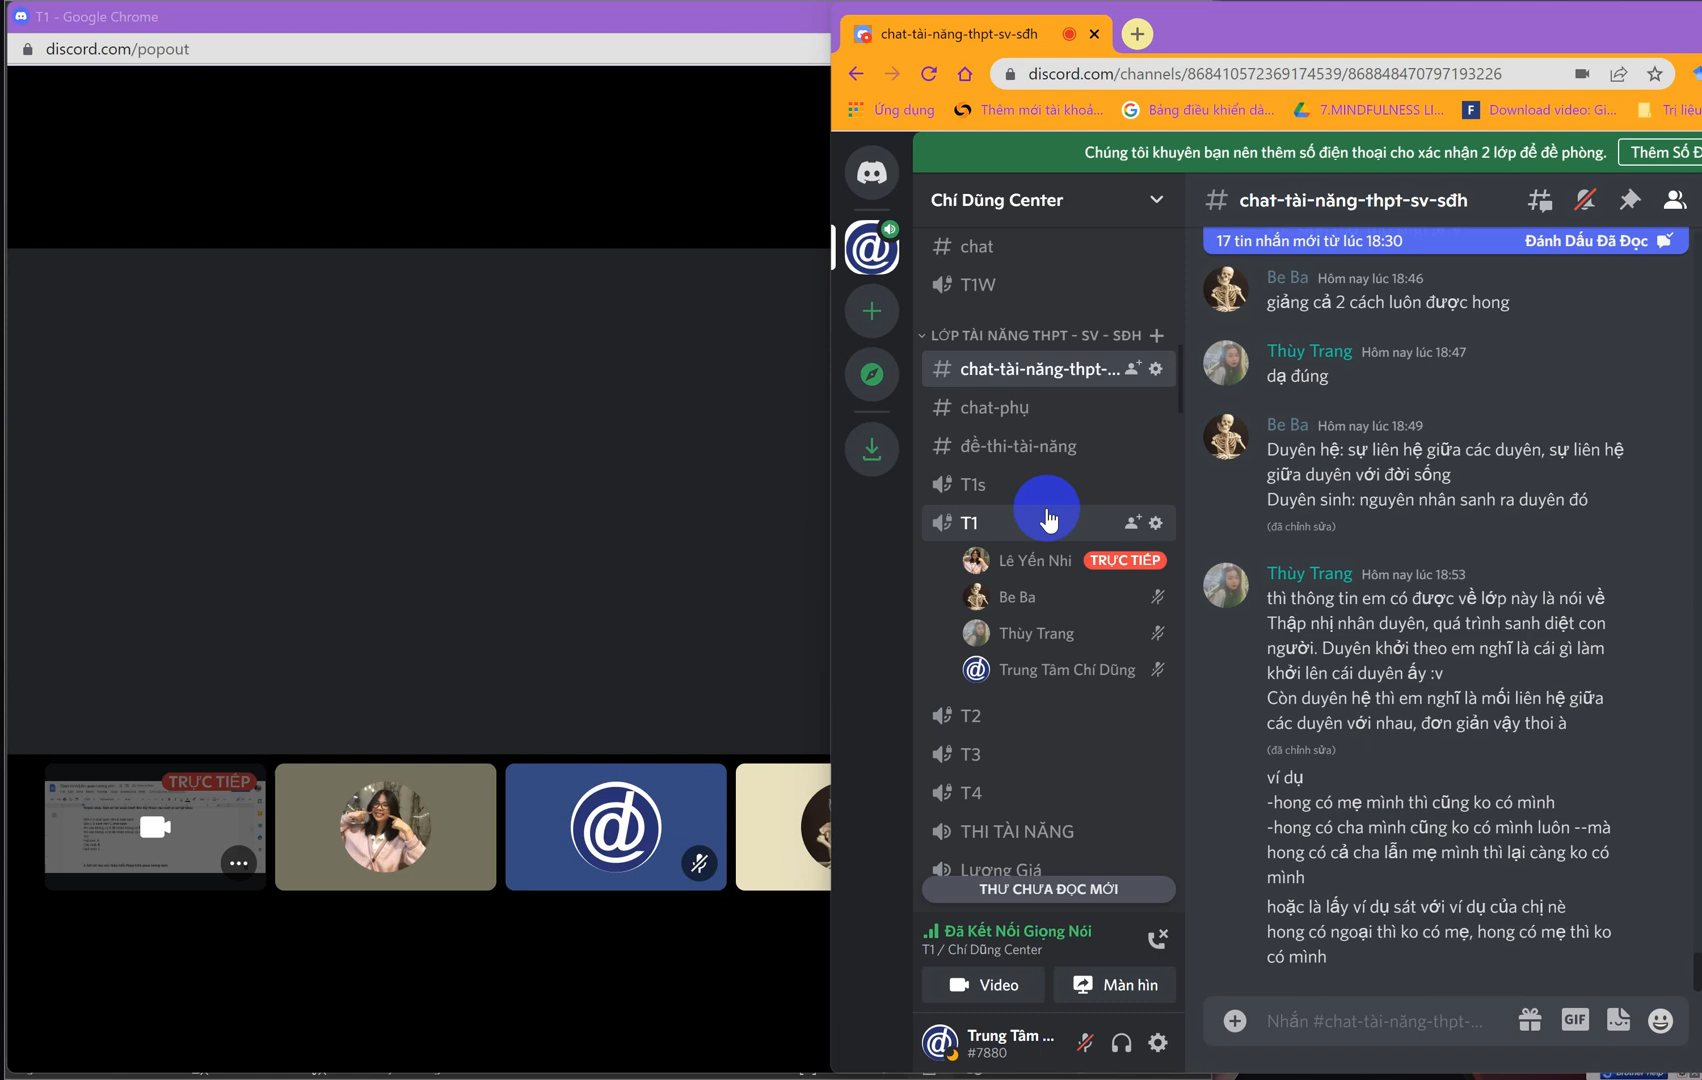 T1 - Google Chrome
discord.com/popout
TRỰC TIẾP
chat-tài-năng-thpt-sv-sđh
discord.com/channels/868410572369174539/868848470797193226
Ứng dụng
Thêm mới tài khoả...
Bảng điều khiển dà...
7.MINDFULNESS LI...
Download video: Gi...
Trị liệu
Chúng tôi khuyên bạn nên thêm số điện thoại cho xác nhận 2 lớp để đề phòng.
Thêm Số Đ
Chí Dũng Center
chat
T1W
LỚP TÀI NĂNG THPT - SV - SĐH
chat-tài-năng-thpt-...
chat-phụ
đề-thi-tài-năng
T1s
T1
Lê Yến Nhi
TRỰC TIẾP
Be Ba
Thùy Trang
Trung Tâm Chí Dũng
T2
T3
T4
THI TÀI NĂNG
Lượng Giá
THƯ CHƯA ĐỌC MỚI
Đã Kết Nối Giọng Nói
T1 / Chí Dũng Center
Video
Màn hìn
Trung Tâm ...
#7880
chat-tài-năng-thpt-sv-sđh
17 tin nhắn mới từ lúc 18:30
Đánh Dấu Đã Đọc
Be Ba Hôm nay lúc 18:46
giảng cả 2 cách luôn được hong
Thùy Trang Hôm nay lúc 18:47
dạ đúng
Be Ba Hôm nay lúc 18:49
Duyên hệ: sự liên hệ giữa các duyên, sự liên hệ
giữa duyên với đời sống
Duyên sinh: nguyên nhân sanh ra duyên đó
(đã chỉnh sửa)
Thùy Trang Hôm nay lúc 18:53
thì thông tin em có được về lớp này là nói về
Thập nhị nhân duyên, quá trình sanh diệt con
người. Duyên khởi theo em nghĩ là cái gì làm
khởi lên cái duyên ấy :v
Còn duyên hệ thì em nghĩ là mối liên hệ giữa
các duyên với nhau, đơn giản vậy thoi à
(đã chỉnh sửa)
ví dụ
-hong có mẹ mình thì cũng ko có mình
-hong có cha mình cũng ko có mình luôn --mà
hong có cả cha lẫn mẹ mình thì lại càng ko có
mình
hoặc là lấy ví dụ sát với ví dụ của chị nè
hong có ngoại thì ko có mẹ, hong có mẹ thì ko
có mình
Nhắn #chat-tài-năng-thpt-...
GIF